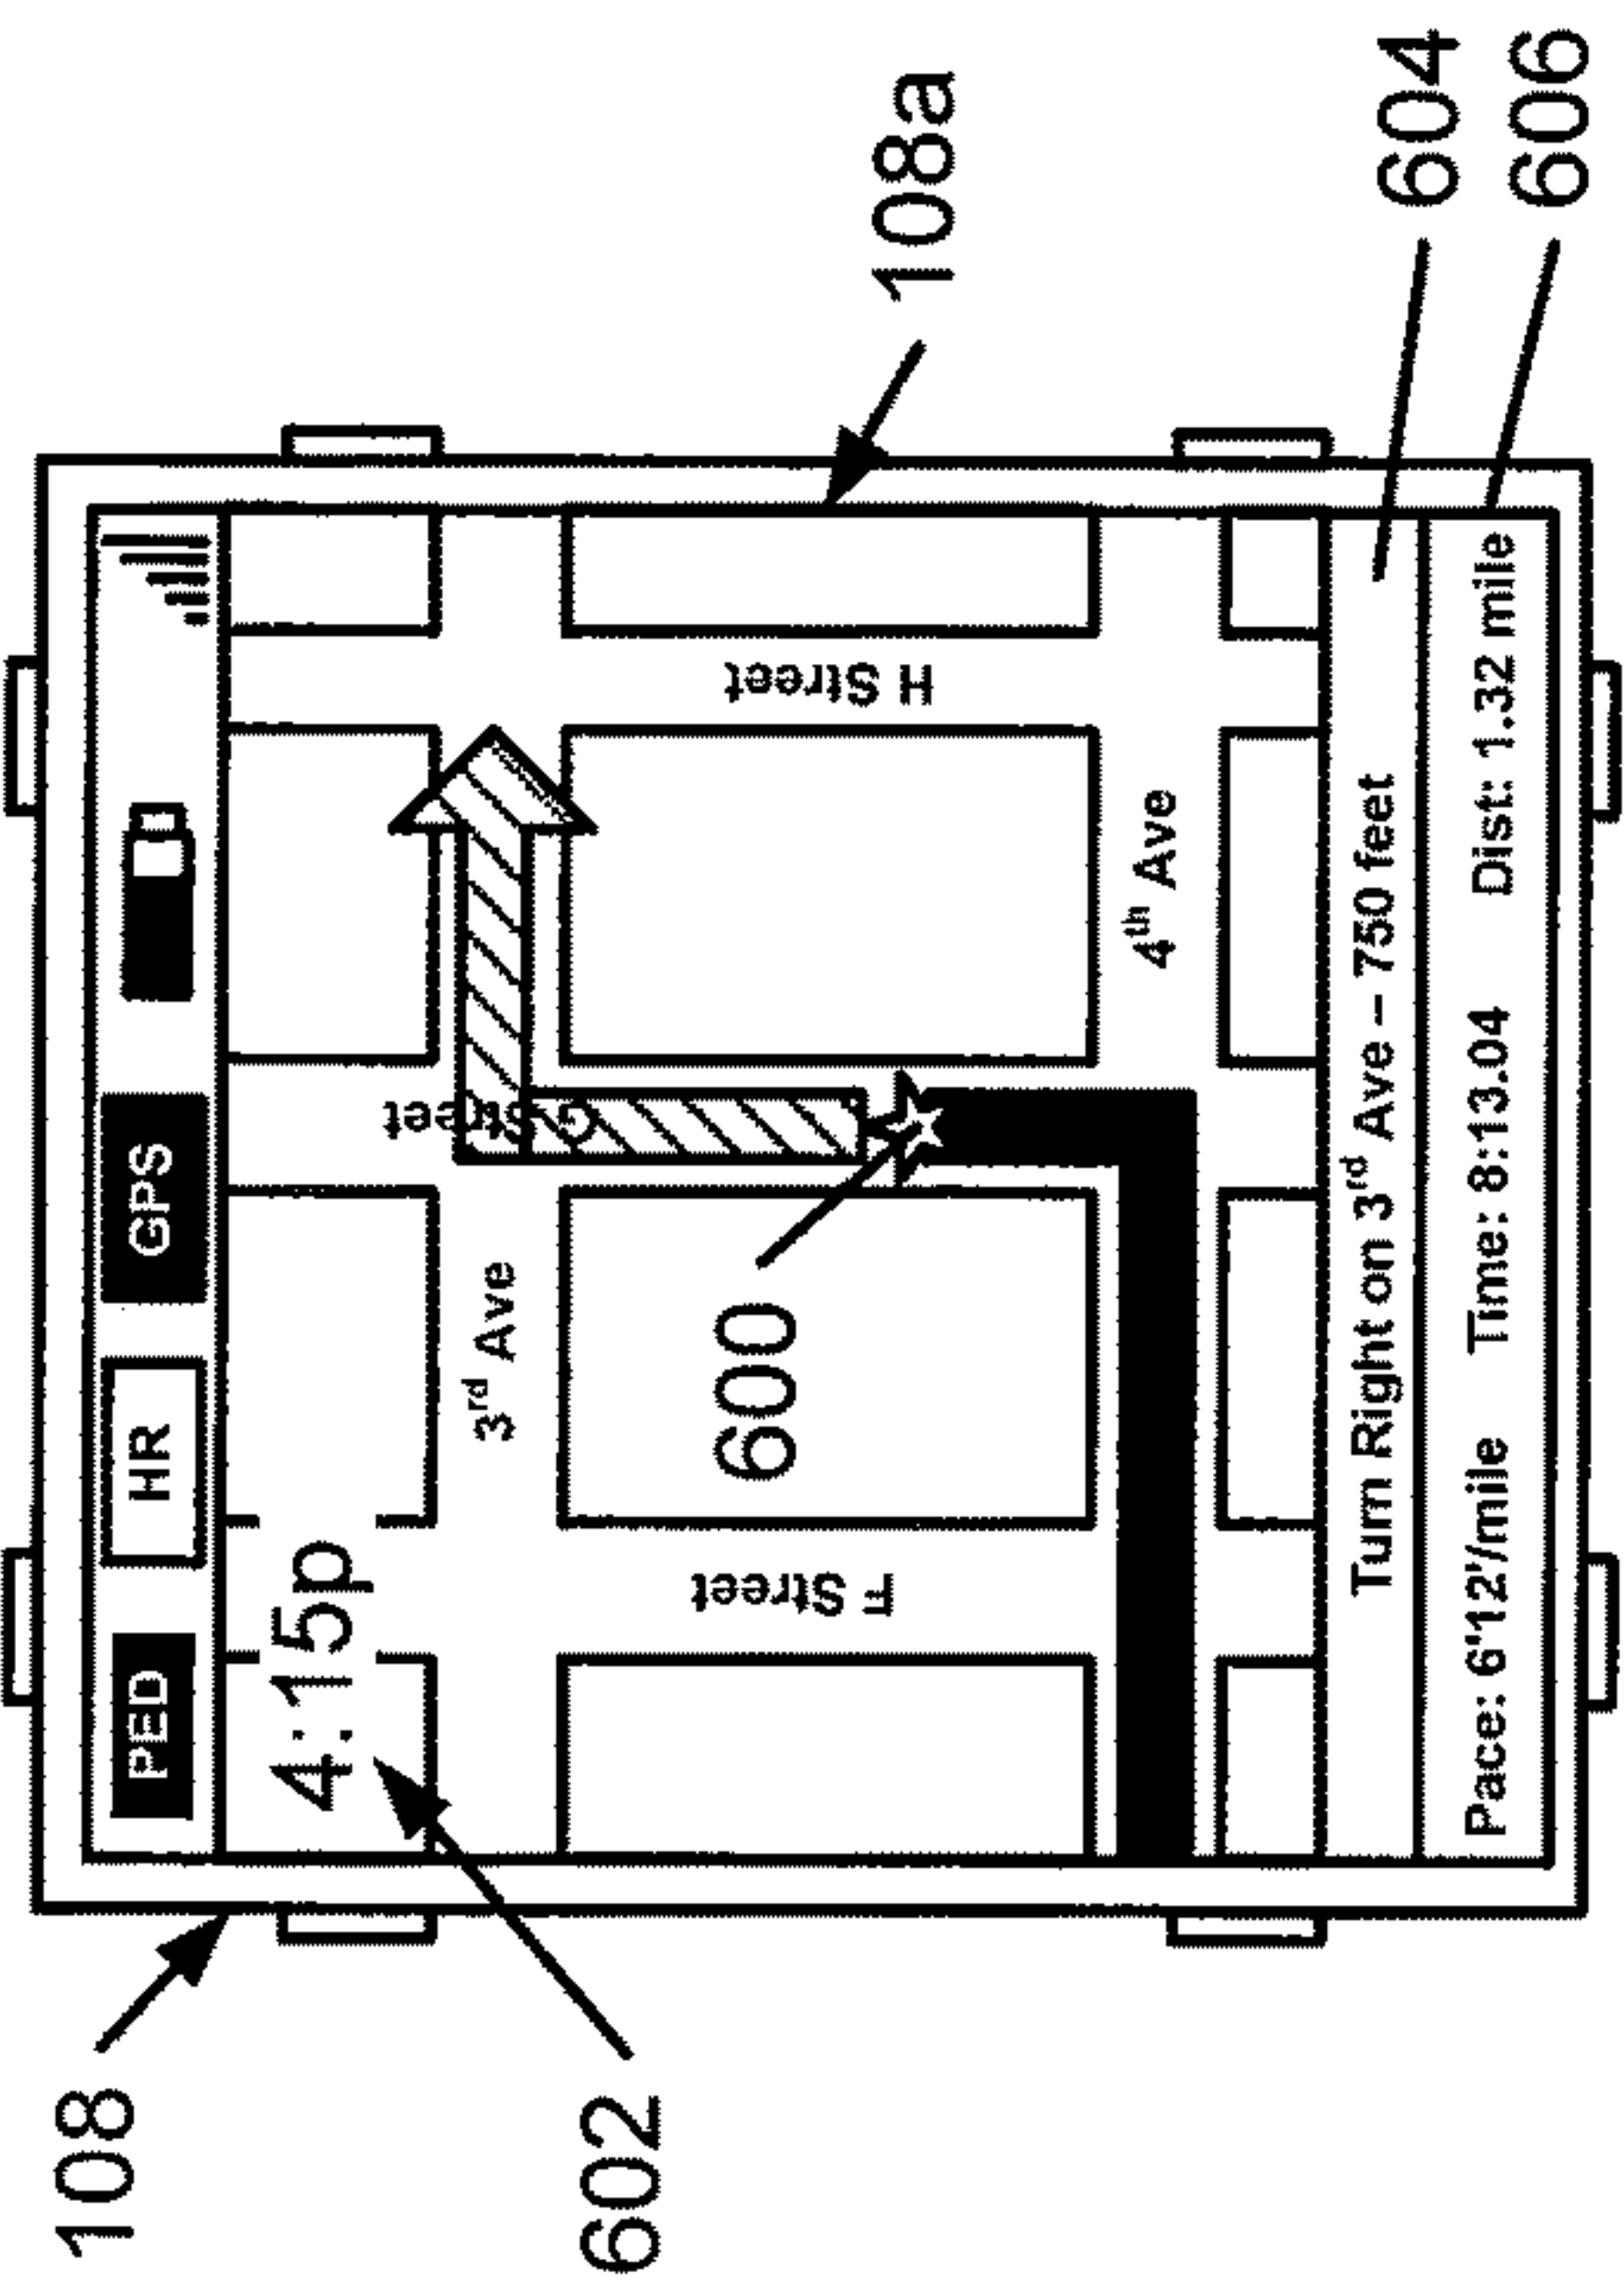 108
108a
602
PED HR GPS
4:15p
3rd Ave
G Street
F Street
H Street
600
4th Ave
Turn Right on 3rd Ave – 750 feet
604
Pace: 6'12'/mile Time: 8:13.04 Dist: 1.32 mile
606